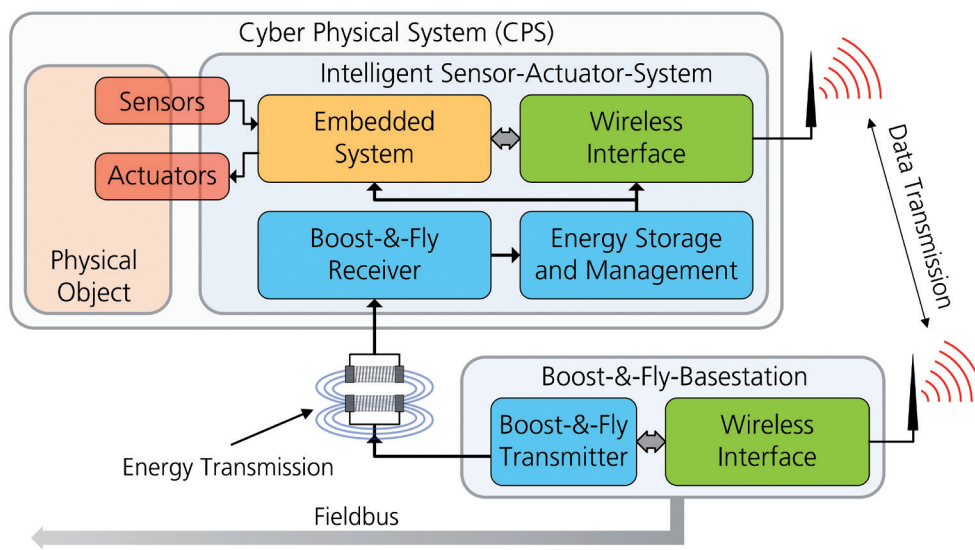 Cyber Physical System (CPS)
Intelligent Sensor-Actuator-System
Sensors
Actuators
Physical
Object
Embedded
System
Wireless
Interface
Boost-&-Fly
Receiver
Energy Storage
and Management
Data Transmission
Energy Transmission
Boost-&-Fly-Basestation
Boost-&-Fly
Transmitter
Wireless
Interface
Fieldbus